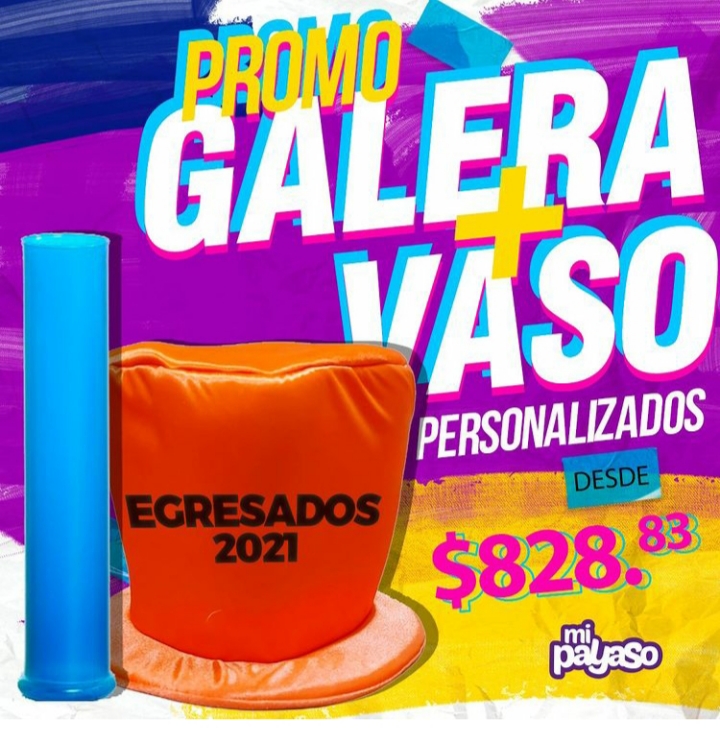 PROMO
GALERA
+
VASO
PERSONALIZADOS
DESDE
$828.83
EGRESADOS
2021
mi
payaso